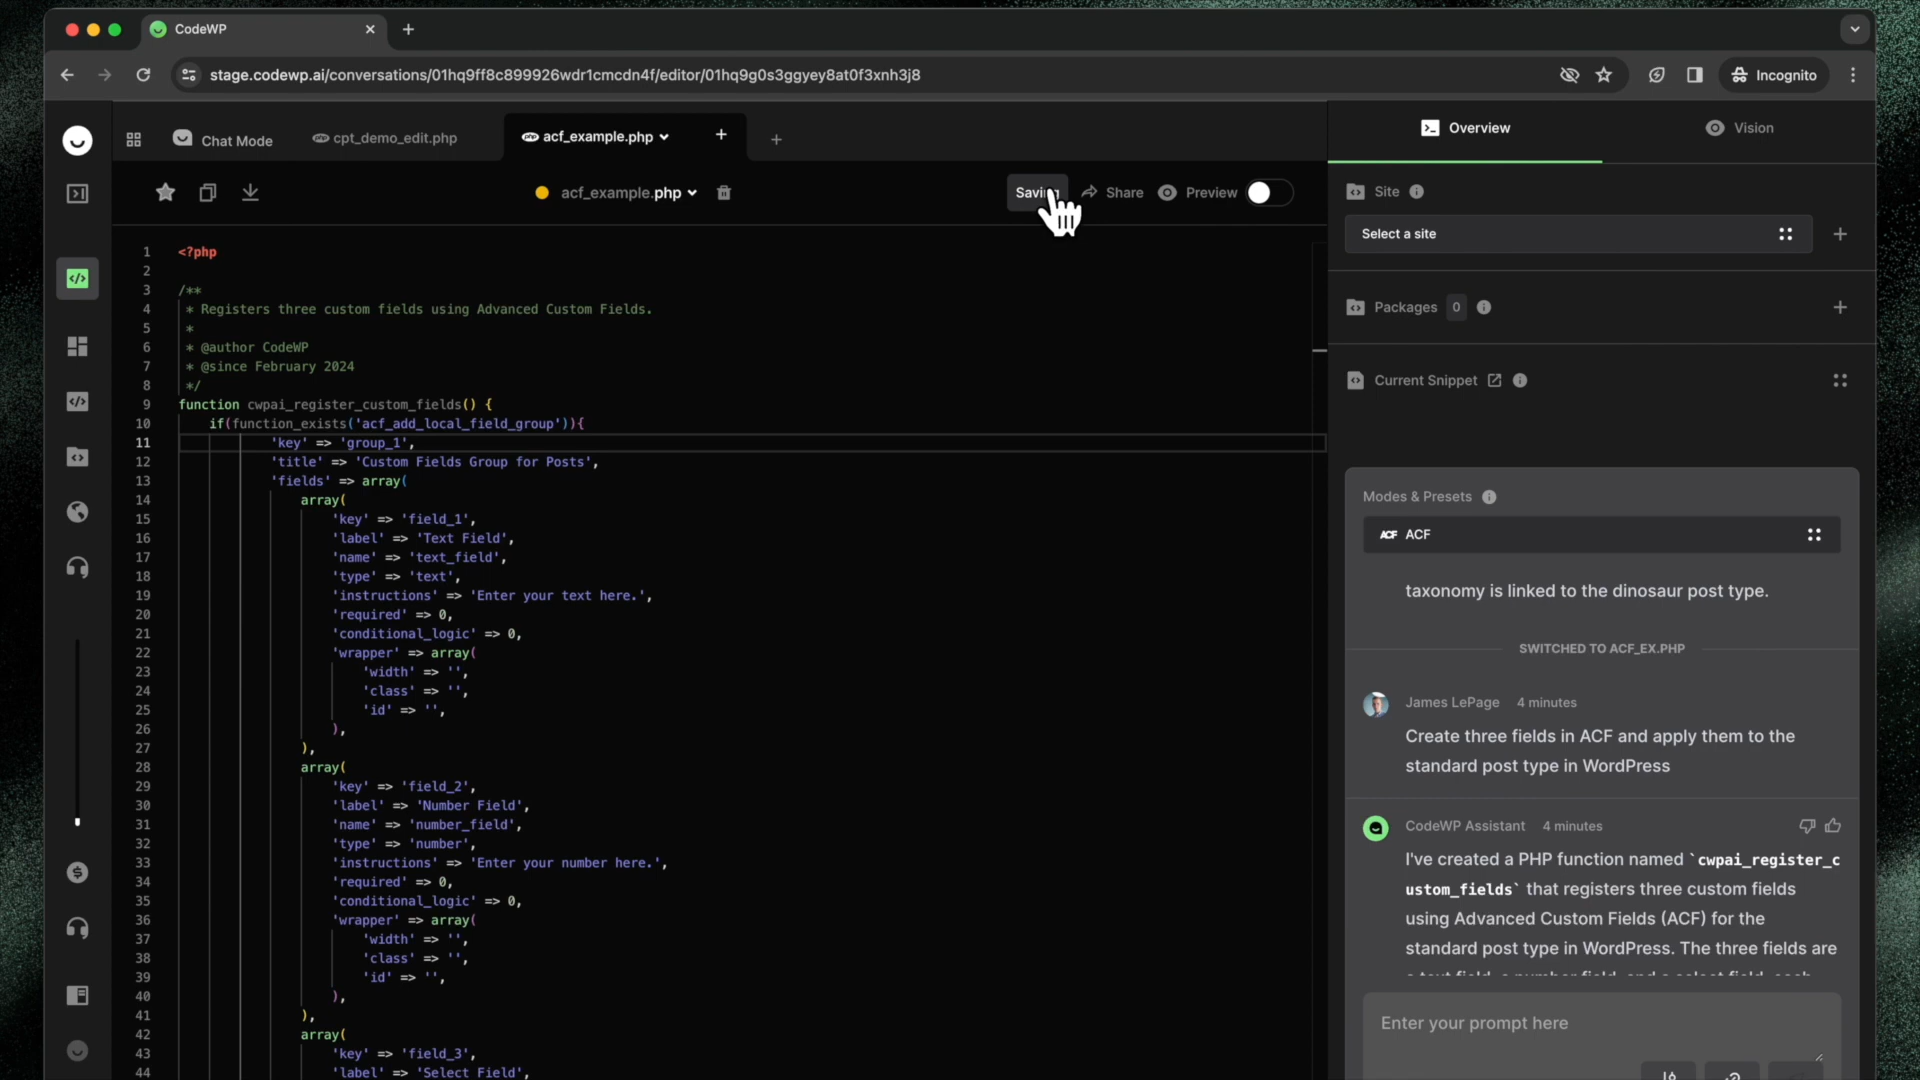 CodeWP
stage.codewp.ai/conversations/01hq9ff8c899926wdr1cmcdn4f/editor/01hq9g0s3ggyey8at0f3xnh3j8
Incognito
Chat Mode
cpt_demo_edit.php
acf_example.php
Overview
Vision
acf_example.php
Share
Preview
Site
Select a site
Packages 0
Current Snippet
1 <?php
2
3 /**
4 * Registers three custom fields using Advanced Custom Fields.
5 *
6 * @author CodeWP
7 * @since February 2024
8 */
9 function cwpai_register_custom_fields() {
10 if(function_exists('acf_add_local_field_group')){
11 'key' => 'group_1',
12 'title' => 'Custom Fields Group for Posts',
13 'fields' => array(
14 array(
15 'key' => 'field_1',
16 'label' => 'Text Field',
17 'name' => 'text_field',
18 'type' => 'text',
19 'instructions' => 'Enter your text here.',
20 'required' => 0,
21 'conditional_logic' => 0,
22 'wrapper' => array(
23 'width' => '',
24 'class' => '',
25 'id' => '',
26 ),
27 ),
28 array(
29 'key' => 'field_2',
30 'label' => 'Number Field',
31 'name' => 'number_field',
32 'type' => 'number',
33 'instructions' => 'Enter your number here.',
34 'required' => 0,
35 'conditional_logic' => 0,
36 'wrapper' => array(
37 'width' => '',
38 'class' => '',
39 'id' => '',
40 ),
41 ),
42 array(
43 'key' => 'field_3',
44 'label' => 'Select Field',
Modes & Presets
ACF ACF
taxonomy is linked to the dinosaur post type.
SWITCHED TO ACF_EX.PHP
James LePage 4 minutes
Create three fields in ACF and apply them to the
standard post type in WordPress
CodeWP Assistant 4 minutes
I've created a PHP function named `cwpai_register_c
ustom_fields` that registers three custom fields
using Advanced Custom Fields (ACF) for the
standard post type in WordPress. The three fields are
Enter your prompt here